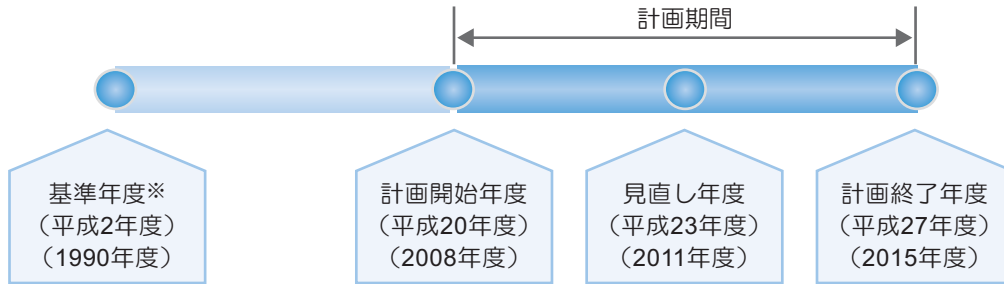 計画期間
基準年度※
（平成2年度）
（1990年度）
計画開始年度
（平成20年度）
（2008年度）
見直し年度
（平成23年度）
（2011年度）
計画終了年度
（平成27年度）
（2015年度）